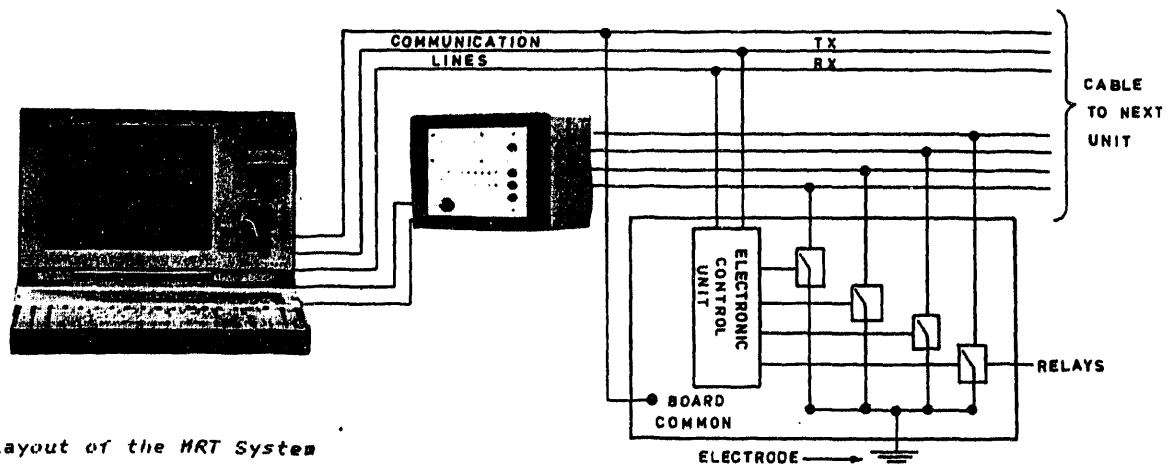 COMMUNICATION
LINES
TX
RX
CABLE
TO NEXT
UNIT
ELECTRONIC
CONTROL
UNIT
RELAYS
BOARD
COMMON
ELECTRODE
ayout of the MRT System